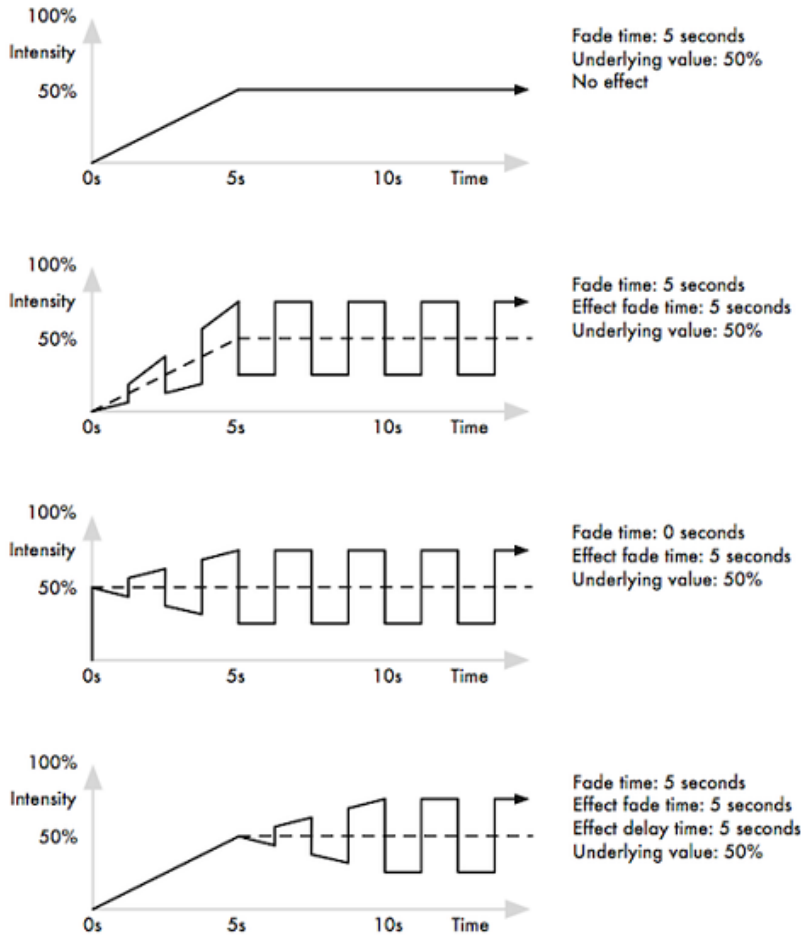 100%
Intensity
50%
0s 5s 10s Time
Fade time: 5 seconds
Underlying value: 50%
No effect
100%
Intensity
50%
0s 5s 10s Time
Fade time: 5 seconds
Effect fade time: 5 seconds
Underlying value: 50%
100%
Intensity
50%
0s 5s 10s Time
Fade time: 0 seconds
Effect fade time: 5 seconds
Underlying value: 50%
100%
Intensity
50%
0s 5s 10s Time
Fade time: 5 seconds
Effect fade time: 5 seconds
Effect delay time: 5 seconds
Underlying value: 50%